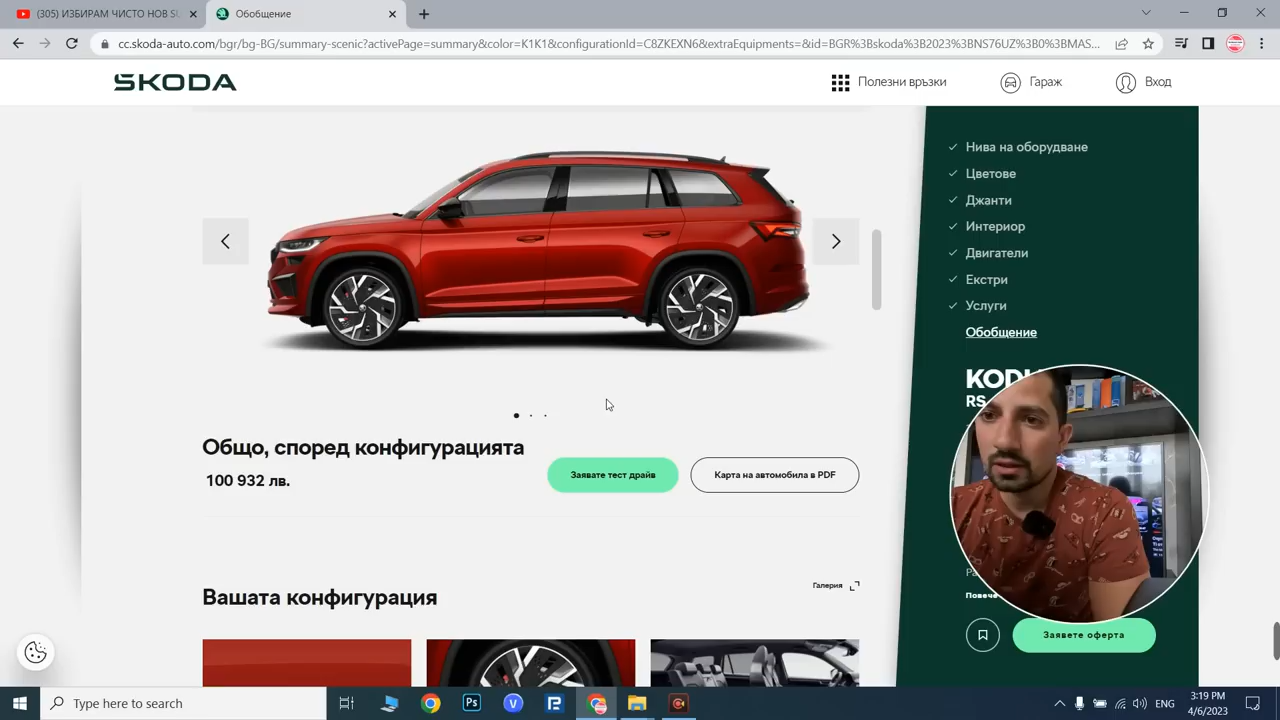 (305) ИЗБИРАМ ЧИСТО НОВ
Обобщение
cc.skoda-auto.com/bgr/bg-BG/summary-scenic?activePage=summary&color=K1K1&configurationId=C8ZKEXN6&extraEquipments=&id=BGR%3Bskoda%3B2023%3BNS76UZ%3B0%3BMAS...
ŠKODA
Полезни връзки
Гараж
Вход
Нива на оборудване
Цветове
Джанти
Интериор
Двигатели
Екстри
Услуги
Обобщение
RS
Общо, според конфигурацията
100 932 лв.
Заявате тест драйв
Карта на автомобила в PDF
Повече
Вашата конфигурация
Галерия
Заявете оферта
Type here to search
ENG
3:19 PM
4/6/2023